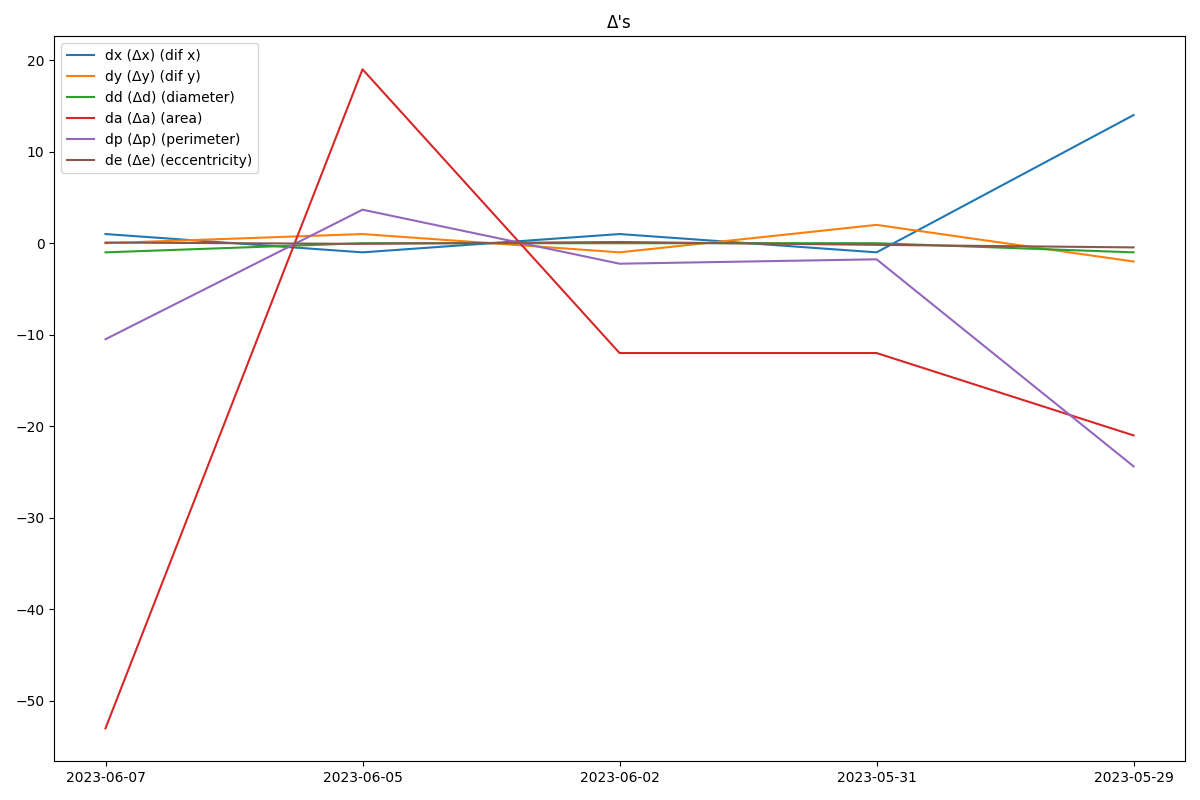 Δ's
dx (Δx) (dif x)
dy (Δy) (dif y)
dd (Δd) (diameter)
da (Δa) (area)
dp (Δp) (perimeter)
de (Δe) (eccentricity)
20
10
0
−10
−20
−30
−40
−50
2023-06-07 2023-06-05 2023-06-02 2023-05-31 2023-05-29